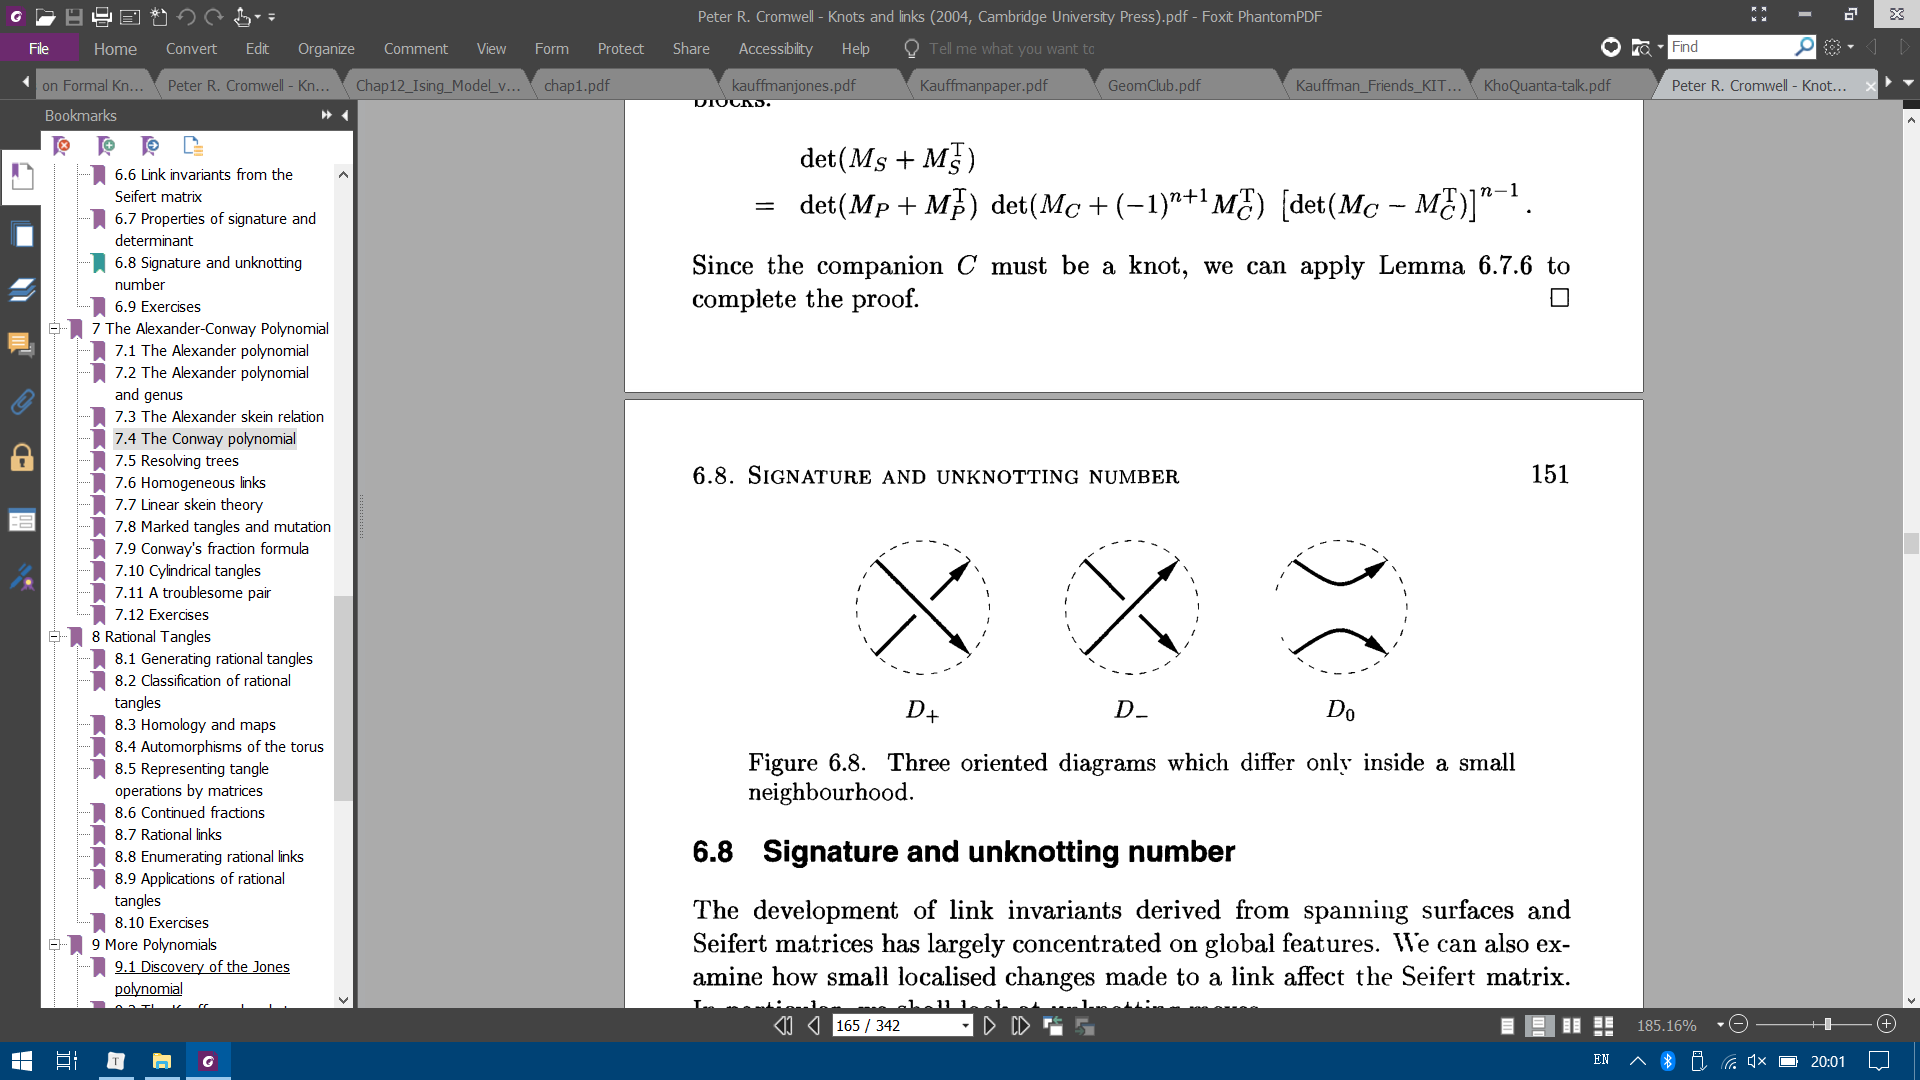 Peter R. Cromwell - Knots and links (2004, Cambridge University Press).pdf - Foxit PhantomPDF
File Home Convert Edit Organize Comment View Form Protect Share Accessibility Help Tell me what you want to Find
on Formal Kn... Peter R. Cromwell - Kn... Chap12_Ising_Model_v... chap1.pdf kauffmanjones.pdf Kauffmanpaper.pdf GeomClub.pdf Kauffman_Friends_KIT... KhoQuanta-talk.pdf Peter R. Cromwell - Knot...
Bookmarks
6.6 Link invariants from the
Seifert matrix
6.7 Properties of signature and
determinant
6.8 Signature and unknotting
number
6.9 Exercises
7 The Alexander-Conway Polynomial
7.1 The Alexander polynomial
7.2 The Alexander polynomial
and genus
7.3 The Alexander skein relation
7.4 The Conway polynomial
7.5 Resolving trees
7.6 Homogeneous links
7.7 Linear skein theory
7.8 Marked tangles and mutation
7.9 Conway's fraction formula
7.10 Cylindrical tangles
7.11 A troublesome pair
7.12 Exercises
8 Rational Tangles
8.1 Generating rational tangles
8.2 Classification of rational
tangles
8.3 Homology and maps
8.4 Automorphisms of the torus
8.5 Representing tangle
operations by matrices
8.6 Continued fractions
8.7 Rational links
8.8 Enumerating rational links
8.9 Applications of rational
tangles
8.10 Exercises
9 More Polynomials
9.1 Discovery of the Jones
polynomial
blocks.
det(M_S + M_S^T)
= det(M_P + M_P^T) det(M_C + (−1)^{n+1} M_C^T) [det(M_C − M_C^T)]^{n−1}.
Since the companion C must be a knot, we can apply Lemma 6.7.6 to
complete the proof. □
6.8. SIGNATURE AND UNKNOTTING NUMBER 151
D_+ D_− D_0
Figure 6.8. Three oriented diagrams which differ only inside a small
neighbourhood.
6.8 Signature and unknotting number
The development of link invariants derived from spanning surfaces and
Seifert matrices has largely concentrated on global features. We can also ex-
amine how small localised changes made to a link affect the Seifert matrix.
In particular, we shall look at unknotting moves.
165 / 342
185.16%
EN 20:01